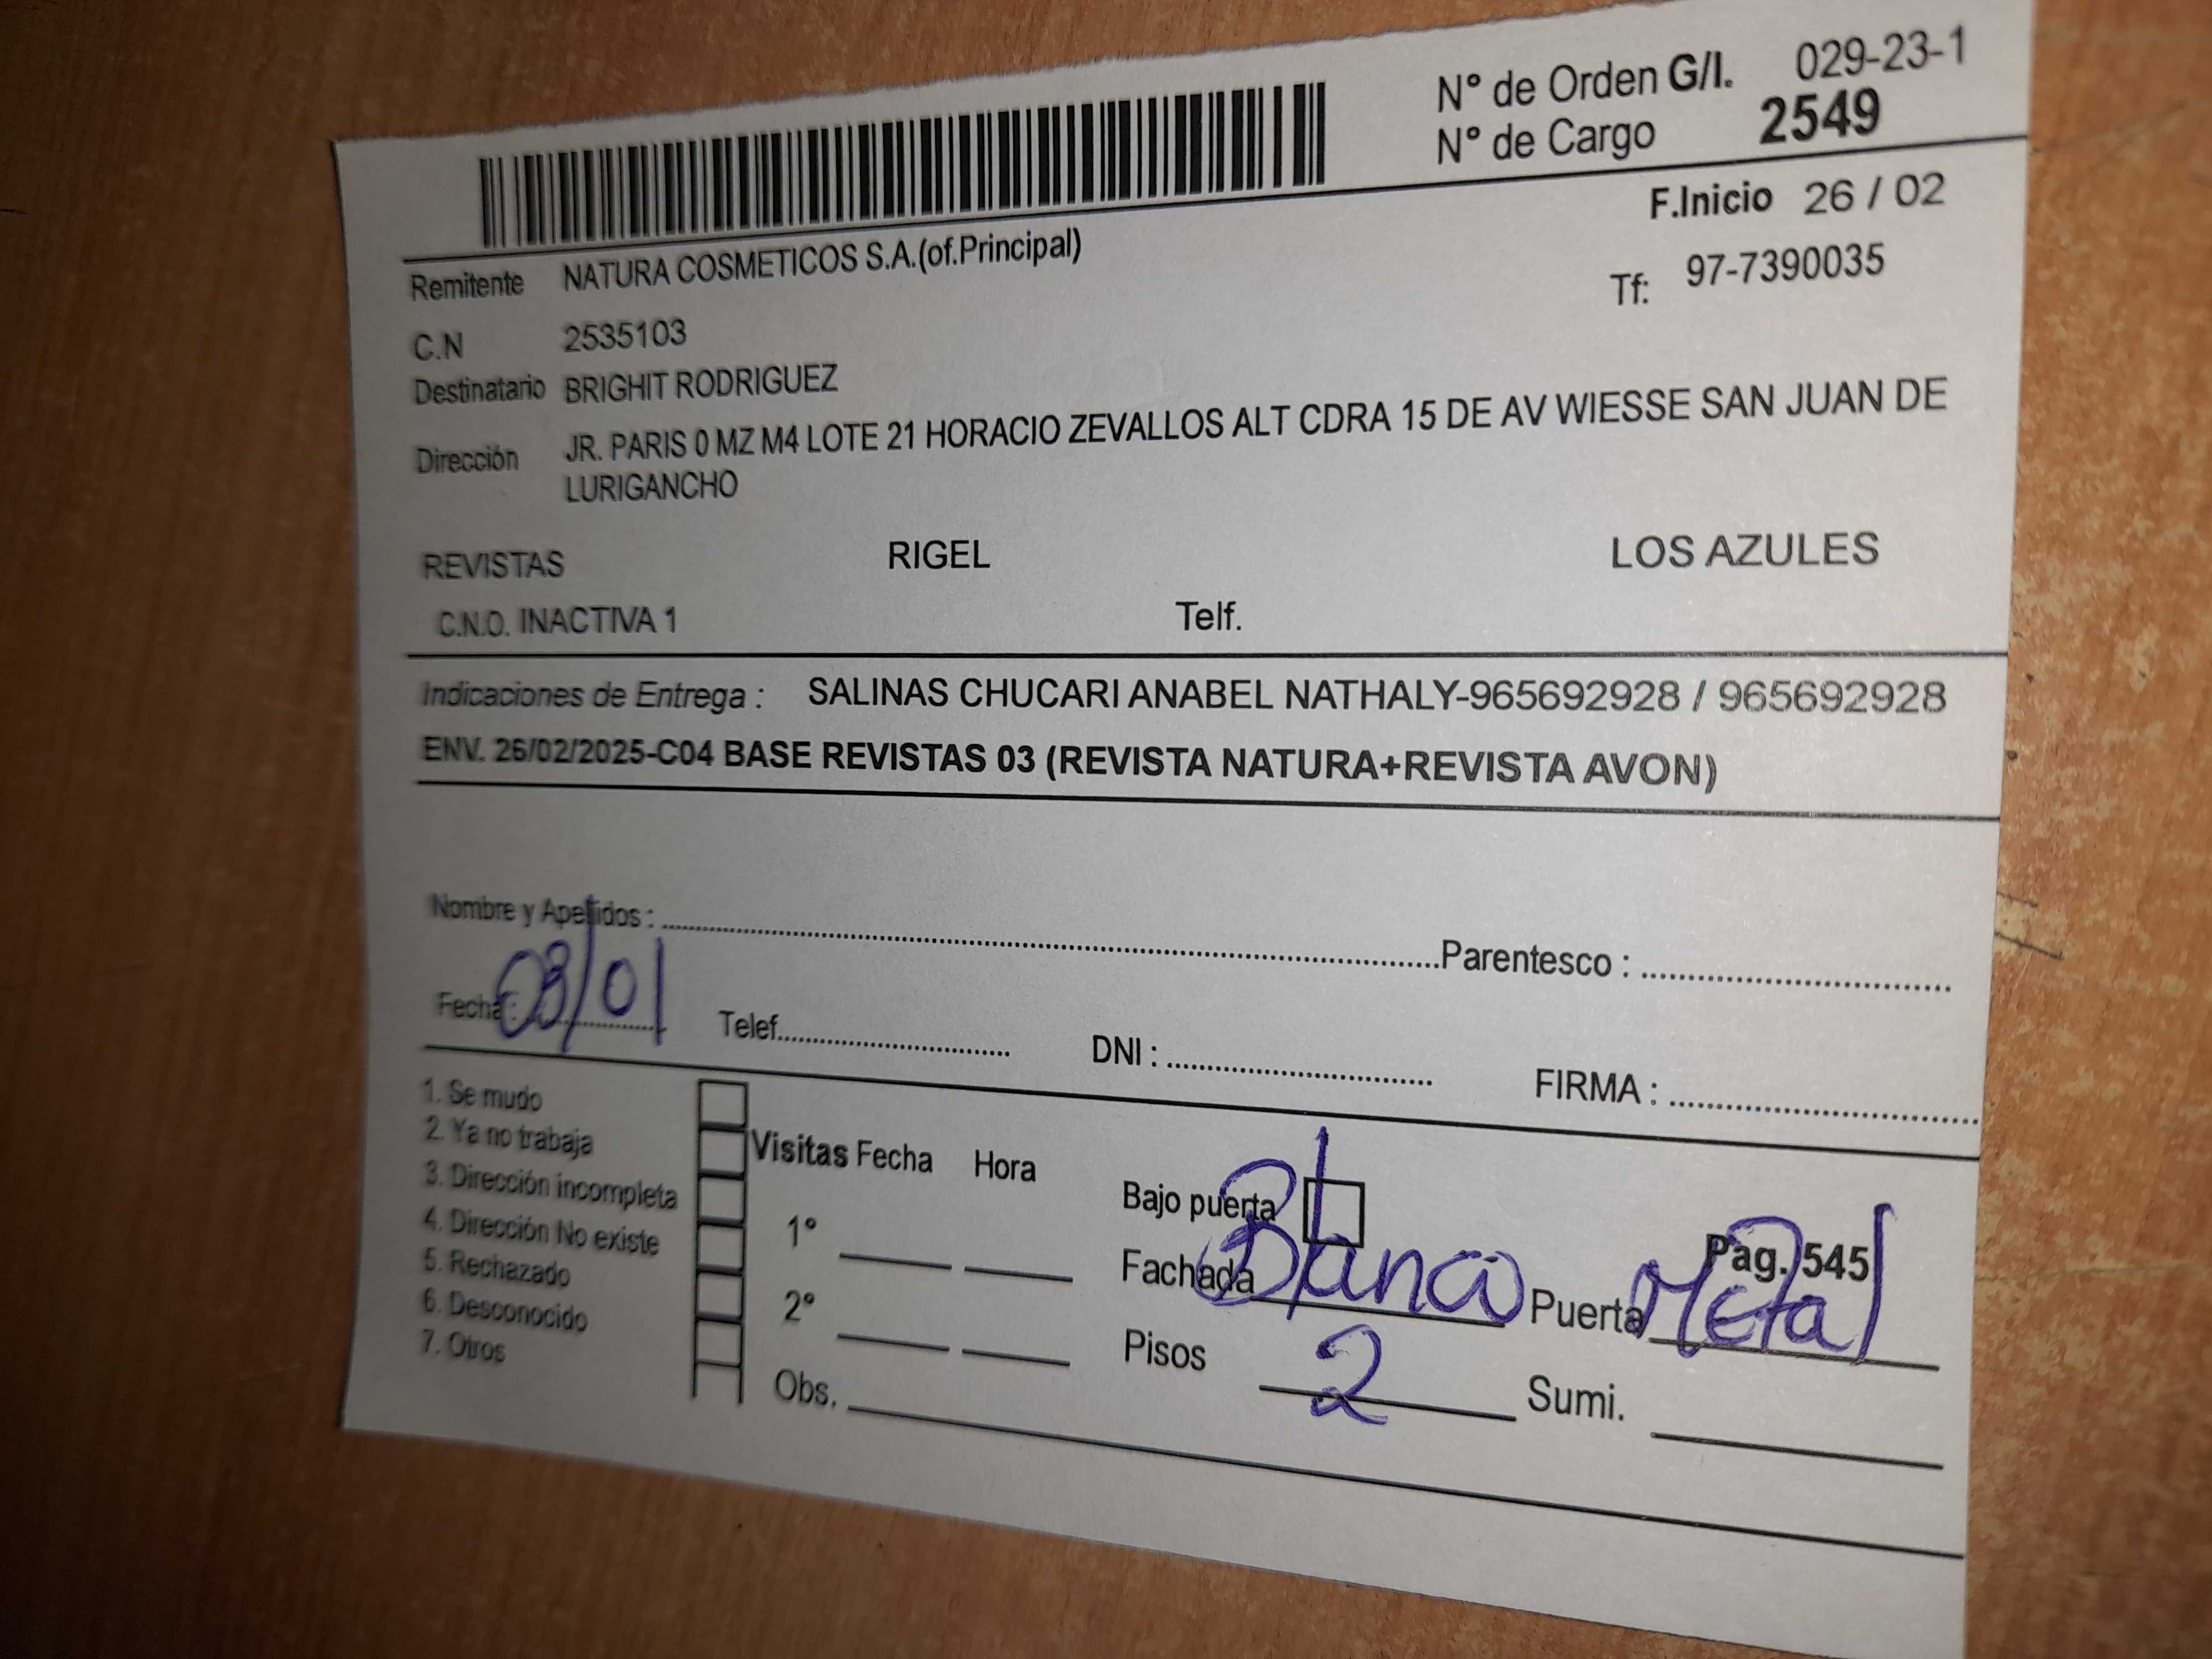 N° de Orden G/I. 029-23-1
N° de Cargo 2549
F.Inicio 26 / 02
Remitente NATURA COSMETICOS S.A.(of.Principal)
Tf: 97-7390035
C.N 2535103
Destinatario BRIGHIT RODRIGUEZ
Dirección JR. PARIS 0 MZ M4 LOTE 21 HORACIO ZEVALLOS ALT CDRA 15 DE AV WIESSE SAN JUAN DE
LURIGANCHO
REVISTAS RIGEL LOS AZULES
C.N.O. INACTIVA 1 Telf.
Indicaciones de Entrega : SALINAS CHUCARI ANABEL NATHALY-965692928 / 965692928
ENV. 26/02/2025-C04 BASE REVISTAS 03 (REVISTA NATURA+REVISTA AVON)
Nombre y Apellidos : Parentesco :
Fecha : 03/01 Telef. DNI : FIRMA :
1. Se mudo
2. Ya no trabaja
3. Dirección incompleta
4. Dirección No existe
5. Rechazado
6. Desconocido
7. Otros
Visitas Fecha Hora
1°
2°
Obs.
Bajo puerta
Pag. 545
Fachada Blanco Puerta Metal
Pisos 2 Sumi.